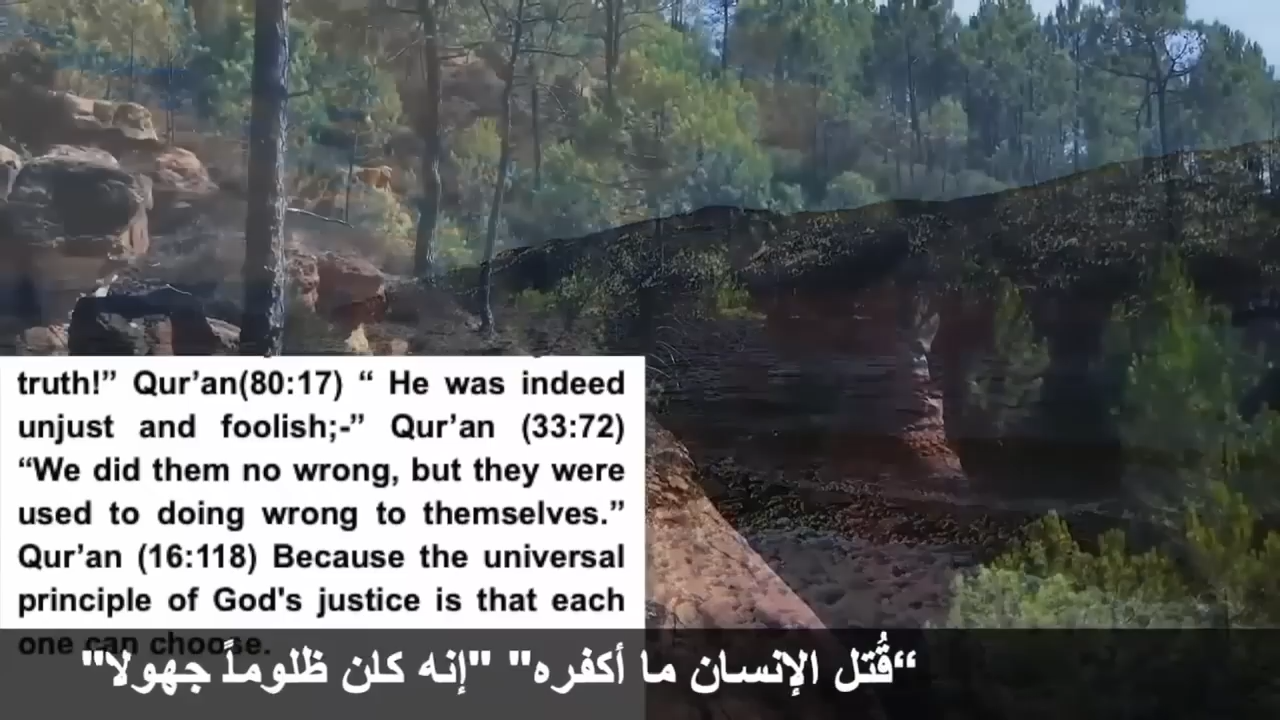 truth!” Qur’an(80:17) “ He was indeed
unjust and foolish;-” Qur’an (33:72)
“We did them no wrong, but they were
used to doing wrong to themselves.”
Qur’an (16:118) Because the universal
principle of God's justice is that each
one can choose.
“قُتل الإنسان ما أكفره" "إنه كان ظلوماً جهولا"